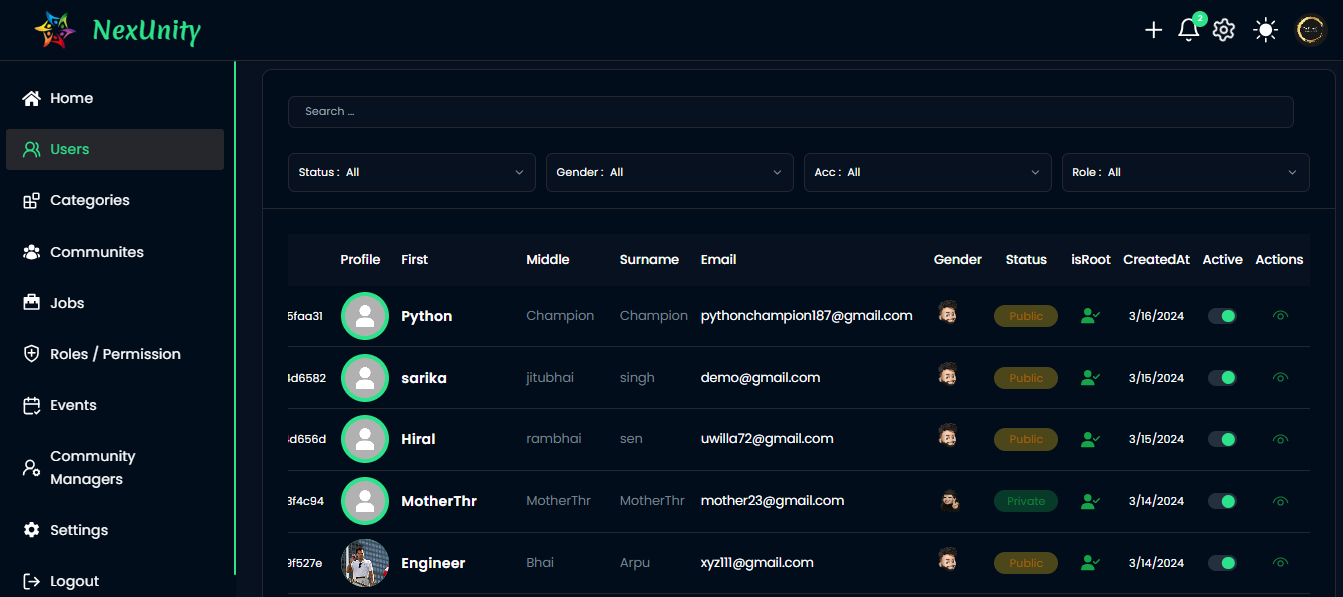 NexUnity
2
Home
Users
Categories
Communites
Jobs
Roles / Permission
Events
Community
Managers
Settings
Logout
Search ...
Status : All
Gender : All
Acc : All
Role : All
Profile First Middle Surname Email Gender Status isRoot CreatedAt Active Actions
5faa31 Python Champion Champion pythonchampion187@gmail.com Public 3/16/2024
4d6582 sarika jitubhai singh demo@gmail.com Public 3/15/2024
d656d Hiral rambhai sen uwilla72@gmail.com Public 3/15/2024
3f4c94 MotherThr MotherThr MotherThr mother23@gmail.com Private 3/14/2024
9f527e Engineer Bhai Arpu xyz111@gmail.com Public 3/14/2024